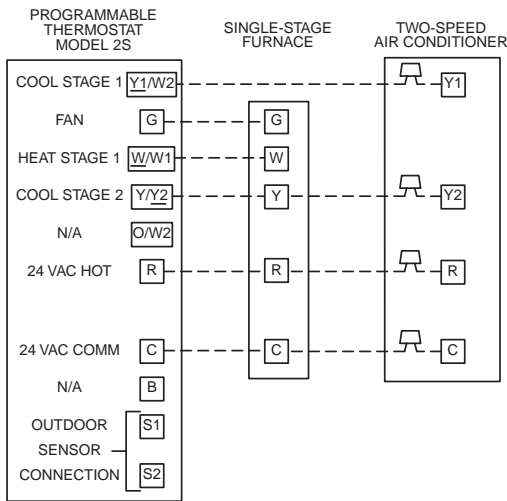 PROGRAMMABLE
THERMOSTAT
MODEL 2S
SINGLE-STAGE
FURNACE
TWO-SPEED
AIR CONDITIONER
COOL STAGE 1 Y1/W2 Y1
FAN G G
HEAT STAGE 1 W/W1 W
COOL STAGE 2 Y/Y2 Y Y2
N/A O/W2
24 VAC HOT R R R
24 VAC COMM C C C
N/A B
OUTDOOR S1
SENSOR
CONNECTION S2